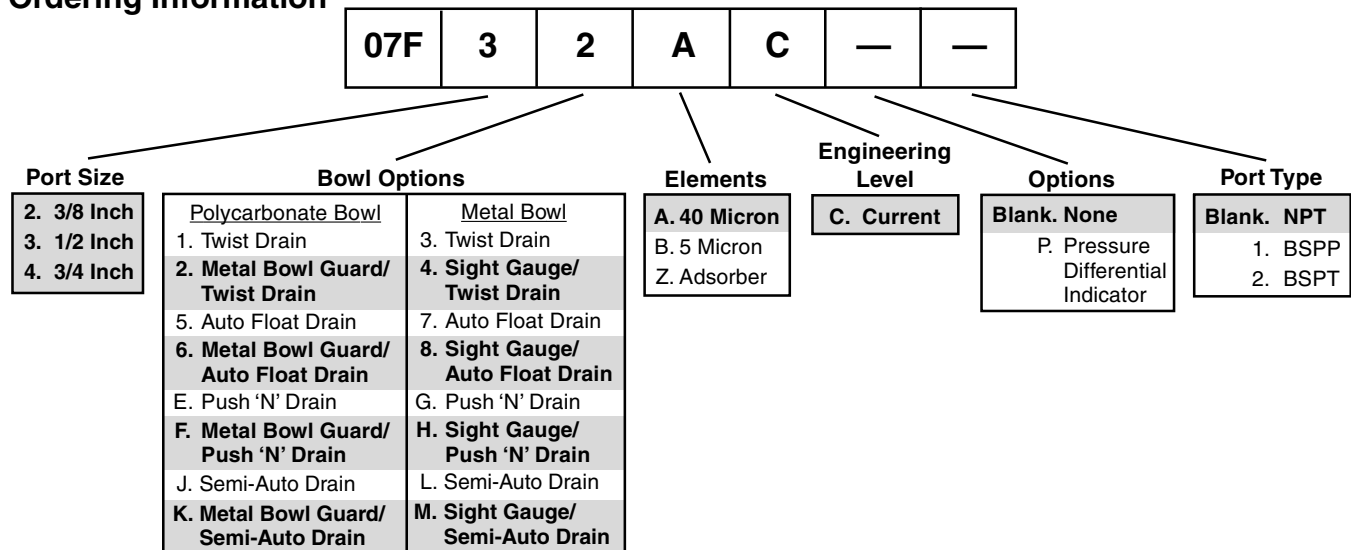 Ordering Information
07F 3 2 A C — —
Port Size
2. 3/8 Inch
3. 1/2 Inch
4. 3/4 Inch
Bowl Options
Polycarbonate Bowl
1. Twist Drain
2. Metal Bowl Guard/
Twist Drain
5. Auto Float Drain
6. Metal Bowl Guard/
Auto Float Drain
E. Push ‘N’ Drain
F. Metal Bowl Guard/
Push ‘N’ Drain
J. Semi-Auto Drain
K. Metal Bowl Guard/
Semi-Auto Drain
Metal Bowl
3. Twist Drain
4. Sight Gauge/
Twist Drain
7. Auto Float Drain
8. Sight Gauge/
Auto Float Drain
G. Push ‘N’ Drain
H. Sight Gauge/
Push ‘N’ Drain
L. Semi-Auto Drain
M. Sight Gauge/
Semi-Auto Drain
Elements
A. 40 Micron
B. 5 Micron
Z. Adsorber
Engineering
Level
C. Current
Options
Blank. None
P. Pressure
Differential
Indicator
Port Type
Blank. NPT
1. BSPP
2. BSPT